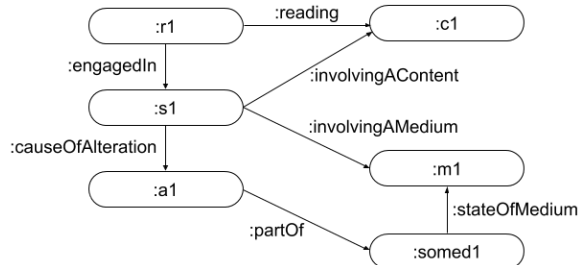 :reading
:r1
:c1
:engagedIn
:involvingAContent
:s1
:involvingAMedium
:causeOfAlteration
:m1
:a1
:stateOfMedium
:partOf
:somed1